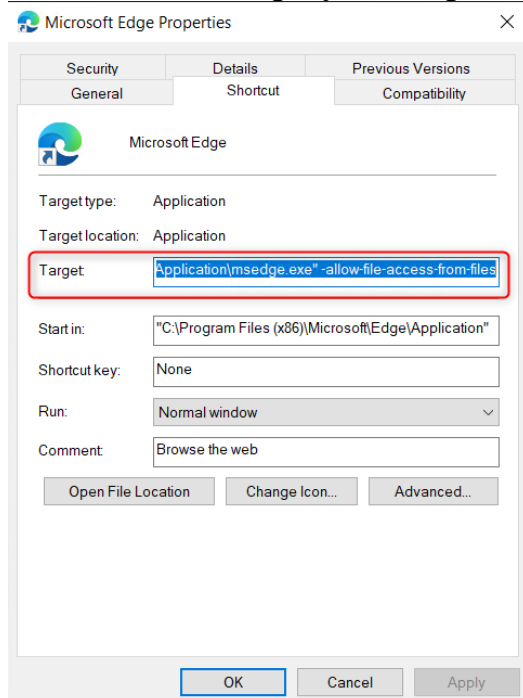 Microsoft Edge Properties
Security Details Previous Versions
General Shortcut Compatibility
Microsoft Edge
Target type: Application
Target location: Application
Target: Application\msedge.exe" -allow-file-access-from-files
Start in: "C:\Program Files (x86)\Microsoft\Edge\Application"
Shortcut key: None
Run: Normal window
Comment: Browse the web
Open File Location Change Icon... Advanced...
OK Cancel Apply